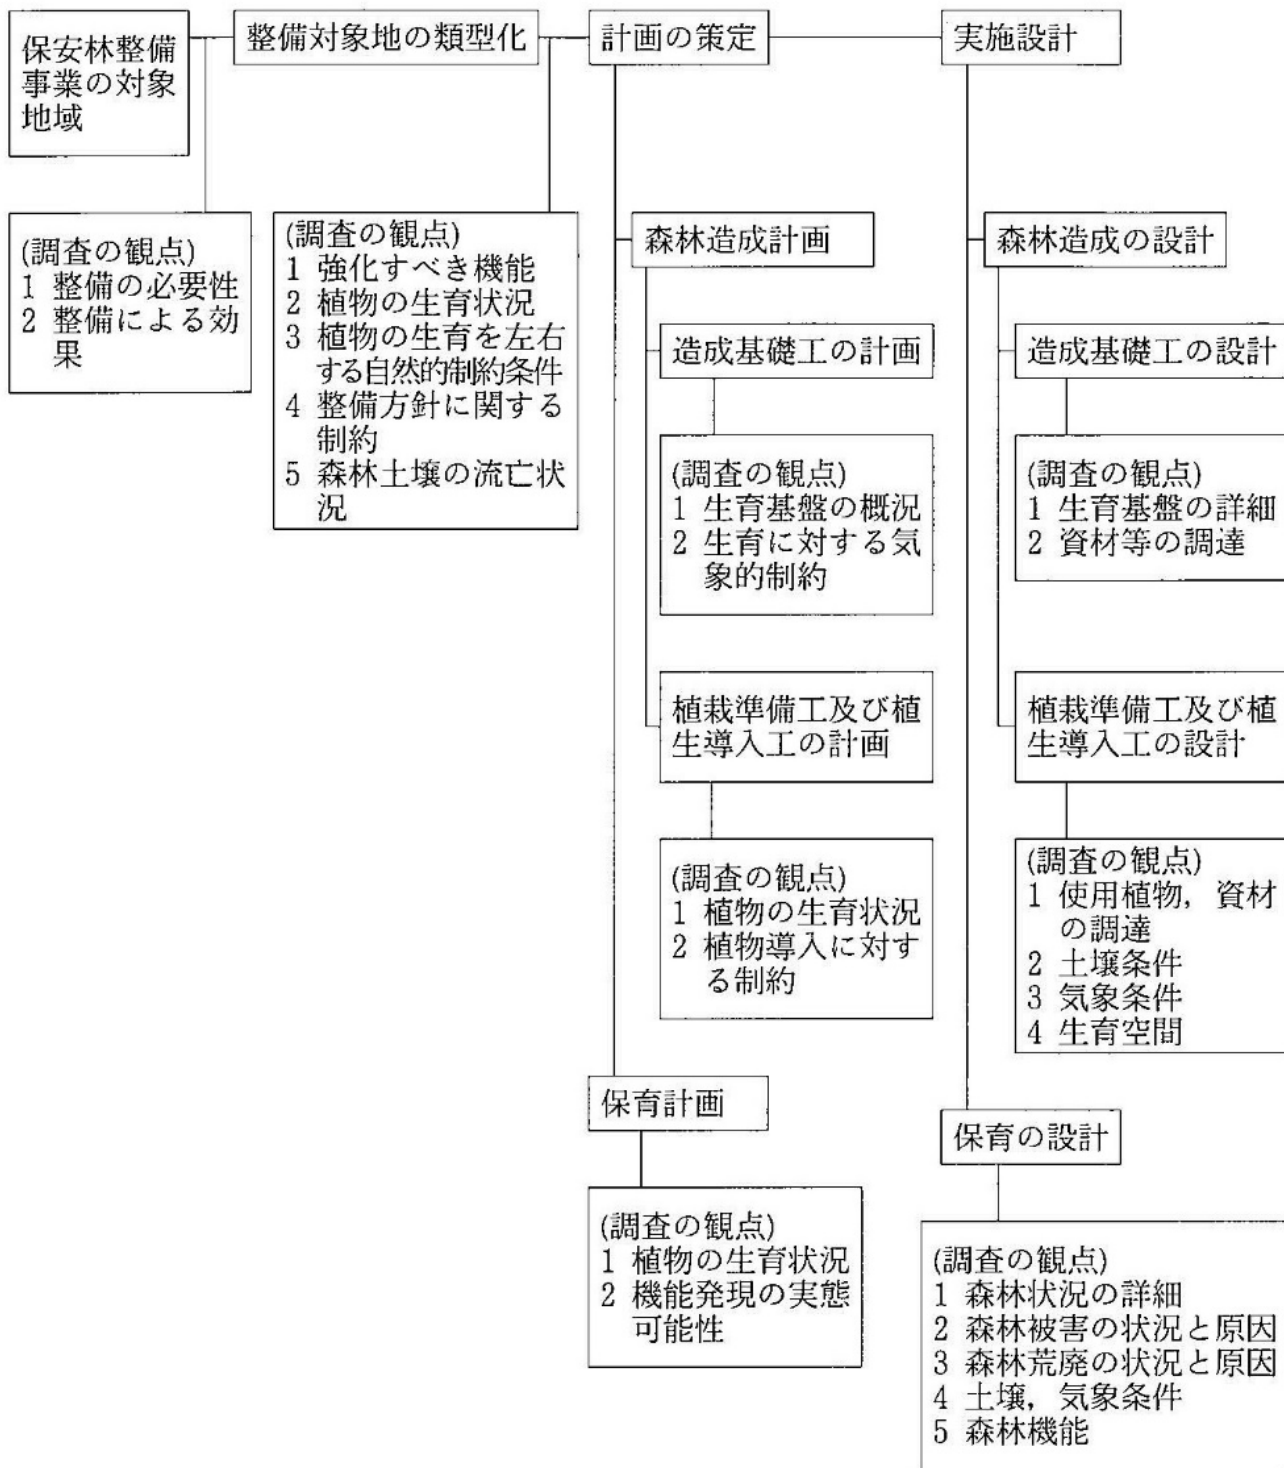 保安林整備
事業の対象
地域
整備対象地の類型化
計画の策定
実施設計
(調査の観点)
1 整備の必要性
2 整備による効
果
(調査の観点)
1 強化すべき機能
2 植物の生育状況
3 植物の生育を左右
する自然的制約条件
4 整備方針に関する
制約
5 森林土壌の流亡状
況
森林造成計画
造成基礎工の計画
(調査の観点)
1 生育基盤の概況
2 生育に対する気
象的制約
植栽準備工及び植
生導入工の計画
(調査の観点)
1 植物の生育状況
2 植物導入に対す
る制約
保育計画
(調査の観点)
1 植物の生育状況
2 機能発現の実態
可能性
森林造成の設計
造成基礎工の設計
(調査の観点)
1 生育基盤の詳細
2 資材等の調達
植栽準備工及び植
生導入工の設計
(調査の観点)
1 使用植物，資材
の調達
2 土壌条件
3 気象条件
4 生育空間
保育の設計
(調査の観点)
1 森林状況の詳細
2 森林被害の状況と原因
3 森林荒廃の状況と原因
4 土壌，気象条件
5 森林機能